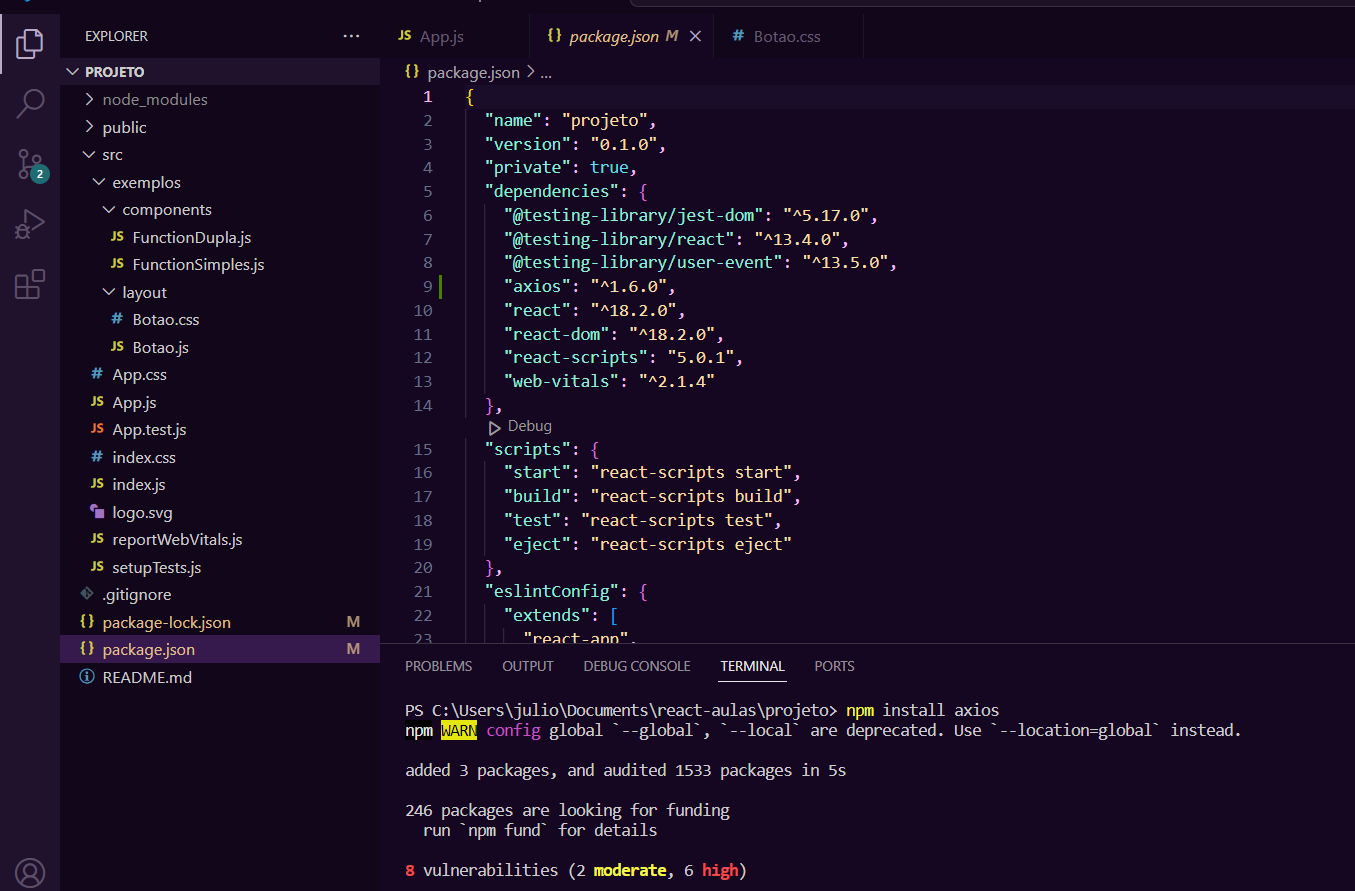 EXPLORER
PROJETO
node_modules
public
src
exemplos
components
JS FunctionDupla.js
JS FunctionSimples.js
layout
# Botao.css
JS Botao.js
# App.css
JS App.js
JS App.test.js
# index.css
JS index.js
logo.svg
JS reportWebVitals.js
JS setupTests.js
.gitignore
{} package-lock.json M
{} package.json M
README.md
2
JS App.js {} package.json M # Botao.css
{} package.json > ...
1 {
2 "name": "projeto",
3 "version": "0.1.0",
4 "private": true,
5 "dependencies": {
6 "@testing-library/jest-dom": "^5.17.0",
7 "@testing-library/react": "^13.4.0",
8 "@testing-library/user-event": "^13.5.0",
9 "axios": "^1.6.0",
10 "react": "^18.2.0",
11 "react-dom": "^18.2.0",
12 "react-scripts": "5.0.1",
13 "web-vitals": "^2.1.4"
14 },
Debug
15 "scripts": {
16 "start": "react-scripts start",
17 "build": "react-scripts build",
18 "test": "react-scripts test",
19 "eject": "react-scripts eject"
20 },
21 "eslintConfig": {
22 "extends": [
23 "react-app",
PROBLEMS OUTPUT DEBUG CONSOLE TERMINAL PORTS
PS C:\Users\julio\Documents\react-aulas\projeto> npm install axios
npm WARN config global `--global`, `--local` are deprecated. Use `--location=global` instead.
added 3 packages, and audited 1533 packages in 5s
246 packages are looking for funding
run `npm fund` for details
8 vulnerabilities (2 moderate, 6 high)